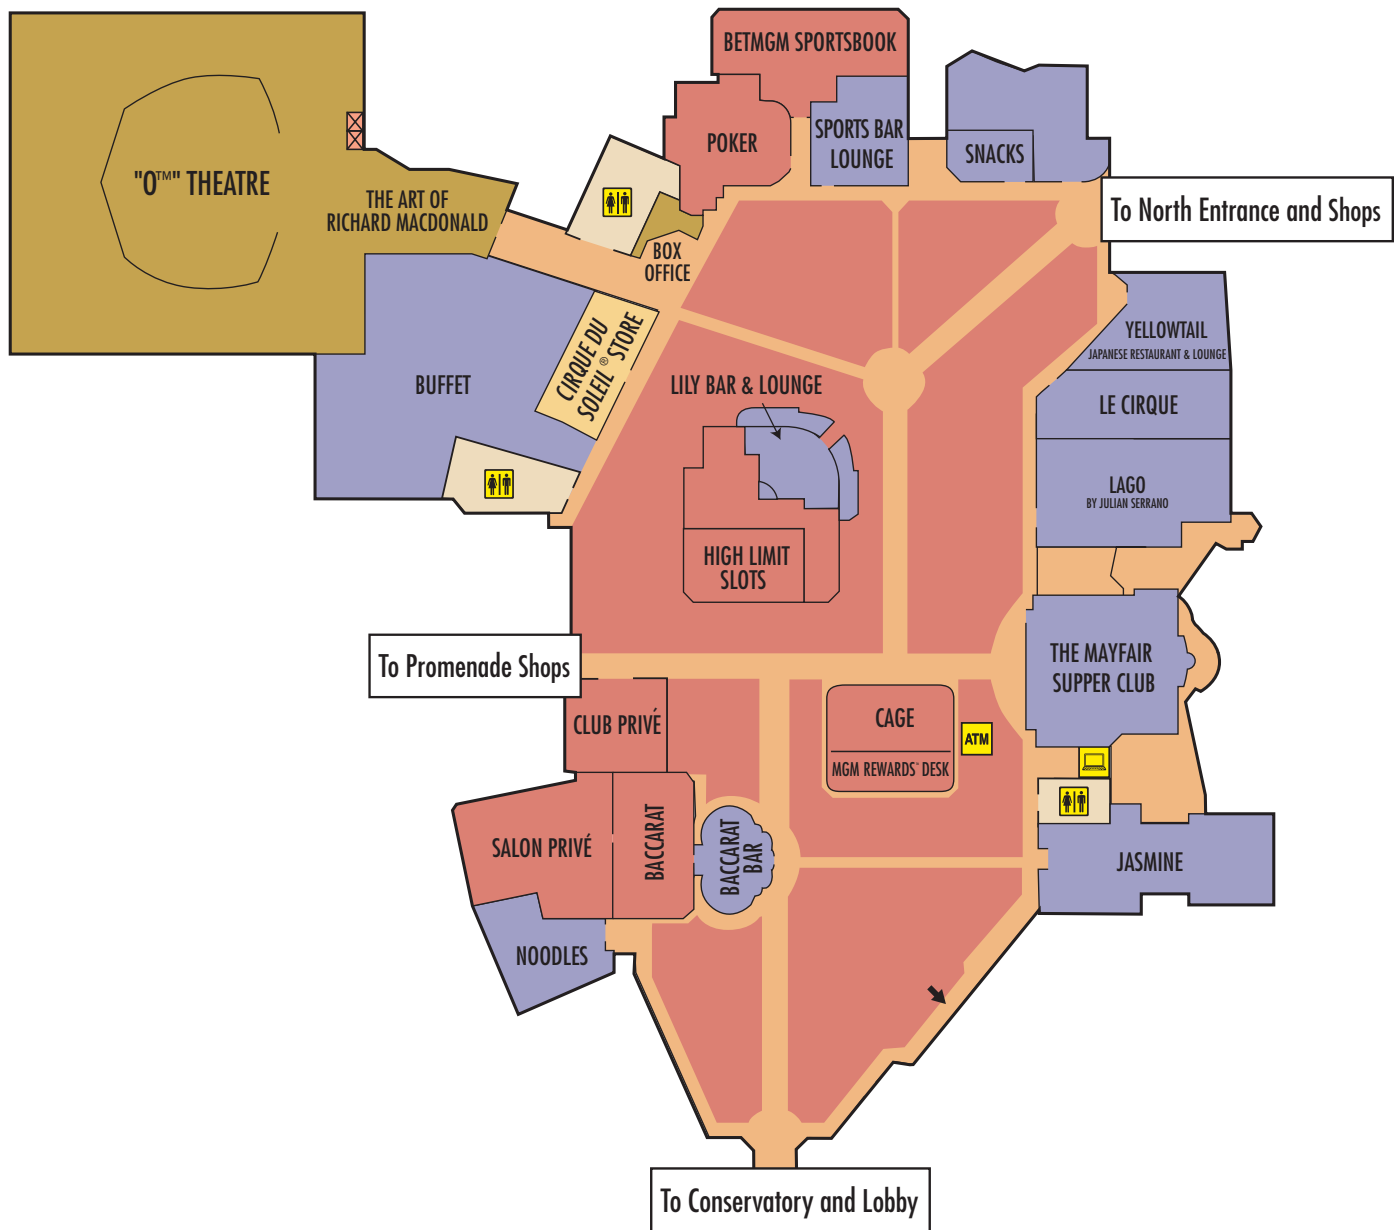 BETMGM SPORTSBOOK
POKER
SPORTS BAR
LOUNGE
SNACKS
"O™" THEATRE
THE ART OF
RICHARD MACDONALD
To North Entrance and Shops
BOX
OFFICE
CIRQUE DU
SOLEIL® STORE
BUFFET
YELLOWTAIL
JAPANESE RESTAURANT & LOUNGE
LILY BAR & LOUNGE
LE CIRQUE
LAGO
BY JULIAN SERRANO
HIGH LIMIT
SLOTS
To Promenade Shops
THE MAYFAIR
SUPPER CLUB
CLUB PRIVÉ
CAGE
ATM
MGM REWARDS® DESK
SALON PRIVÉ
BACCARAT
BACCARAT
BAR
JASMINE
NOODLES
To Conservatory and Lobby